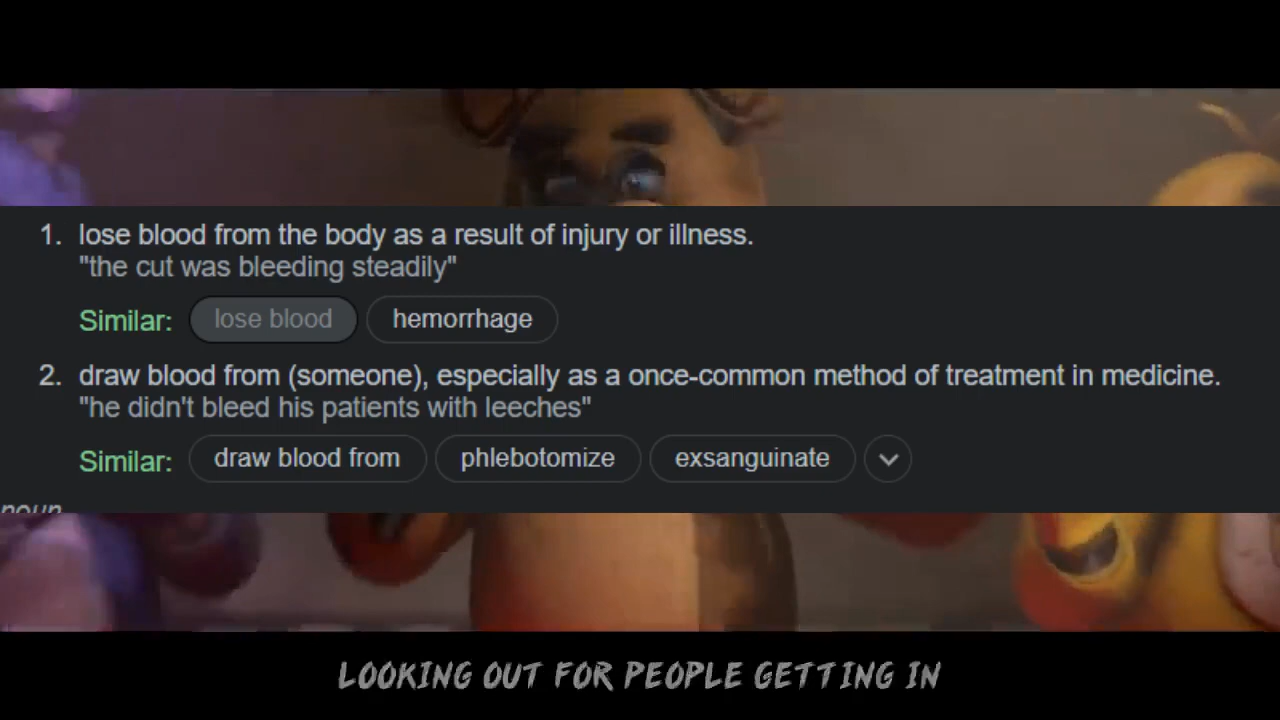 1. lose blood from the body as a result of injury or illness.
"the cut was bleeding steadily"
Similar: lose blood hemorrhage
2. draw blood from (someone), especially as a once-common method of treatment in medicine.
"he didn't bleed his patients with leeches"
Similar: draw blood from phlebotomize exsanguinate
noun
LOOKING OUT FOR PEOPLE GETTING IN